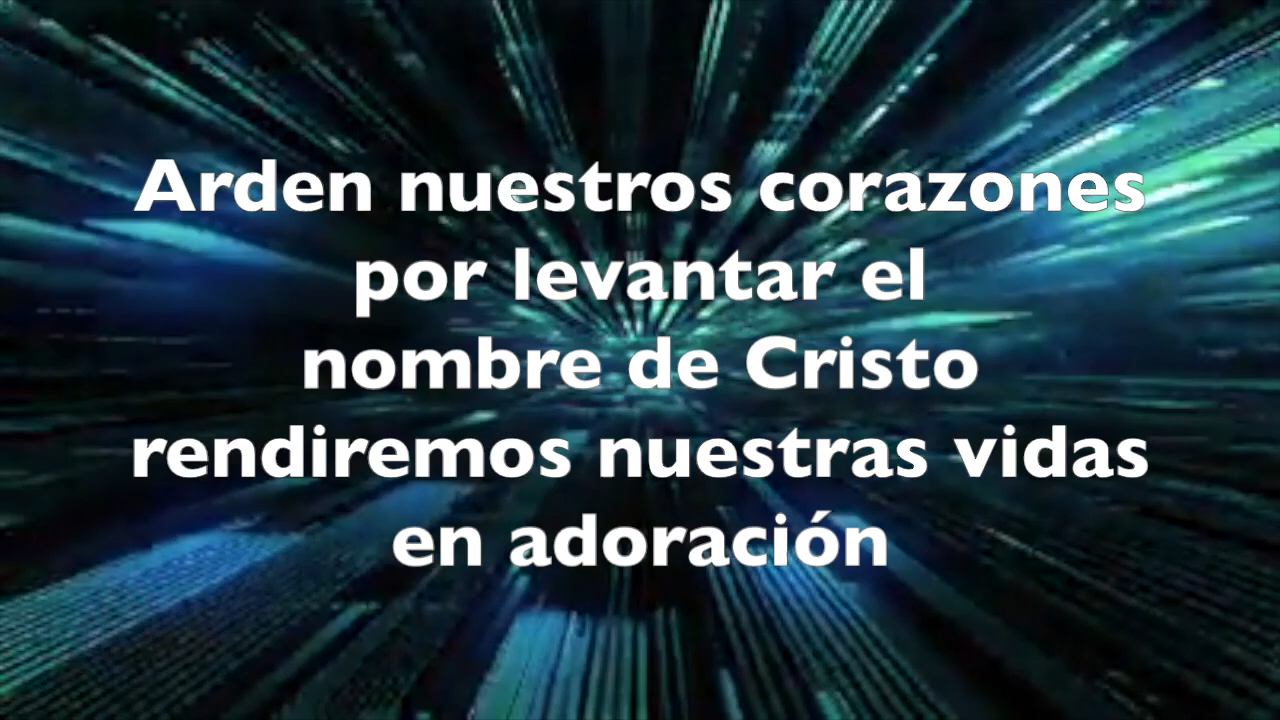 Arden nuestros corazones
por levantar el
nombre de Cristo
rendiremos nuestras vidas
en adoración